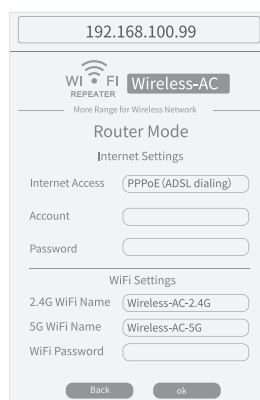 192.168.100.99
WI FI
REPEATER
Wireless-AC
More Range for Wireless Network
Router Mode
Internet Settings
Internet Access PPPoE (ADSL dialing)
Account
Password
WiFi Settings
2.4G WiFi Name Wireless-AC-2.4G
5G WiFi Name Wireless-AC-5G
WiFi Password
Back ok